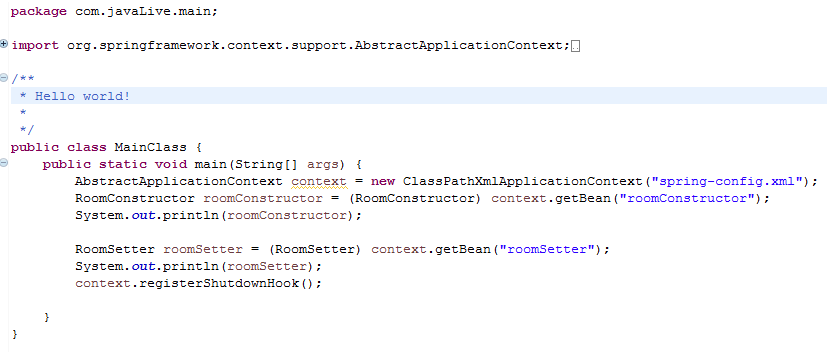 package com.javaLive.main;
import org.springframework.context.support.AbstractApplicationContext;
/**
 * Hello world!
 *
 */
public class MainClass {
    public static void main(String[] args) {
        AbstractApplicationContext context = new ClassPathXmlApplicationContext("spring-config.xml");
        RoomConstructor roomConstructor = (RoomConstructor) context.getBean("roomConstructor");
        System.out.println(roomConstructor);
        RoomSetter roomSetter = (RoomSetter) context.getBean("roomSetter");
        System.out.println(roomSetter);
        context.registerShutdownHook();
    }
}